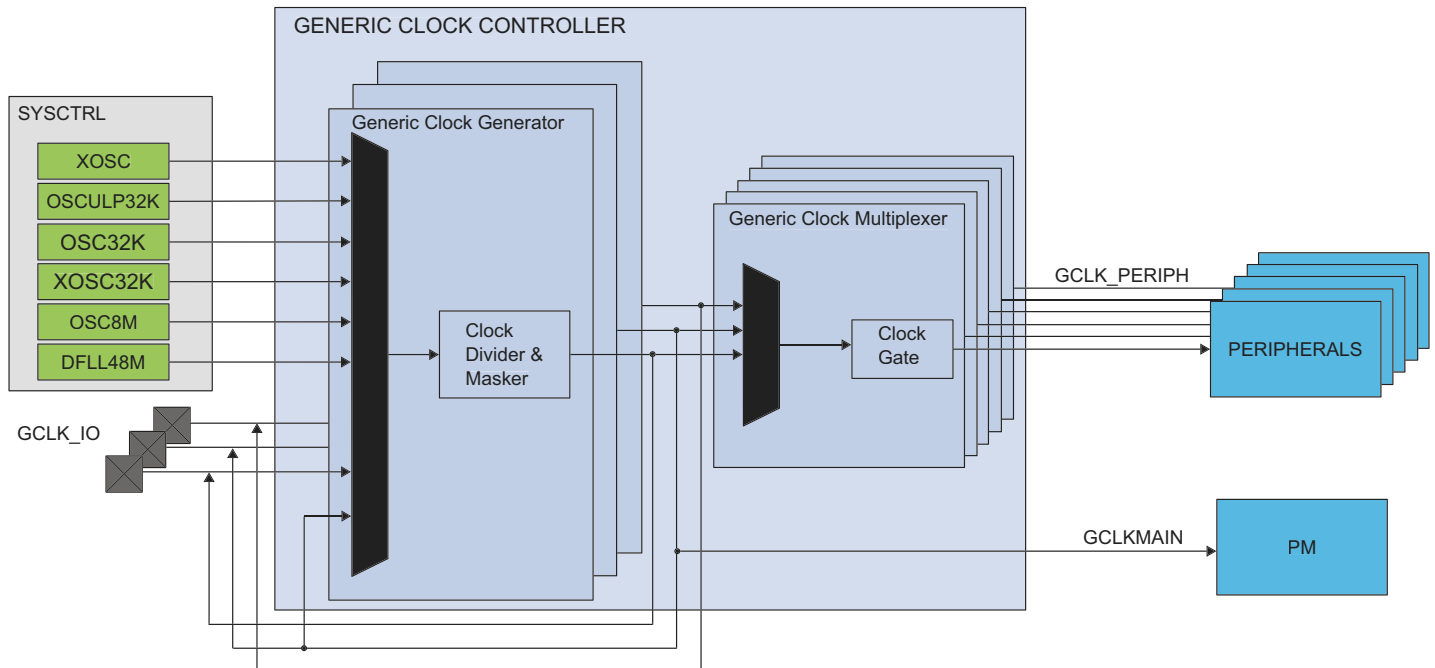 GENERIC CLOCK CONTROLLER
SYSCTRL
XOSC
OSCULP32K
OSC32K
XOSC32K
OSC8M
DFLL48M
GCLK_IO
Generic Clock Generator
Clock
Divider &
Masker
Generic Clock Multiplexer
Clock
Gate
GCLK_PERIPH
PERIPHERALS
GCLKMAIN
PM